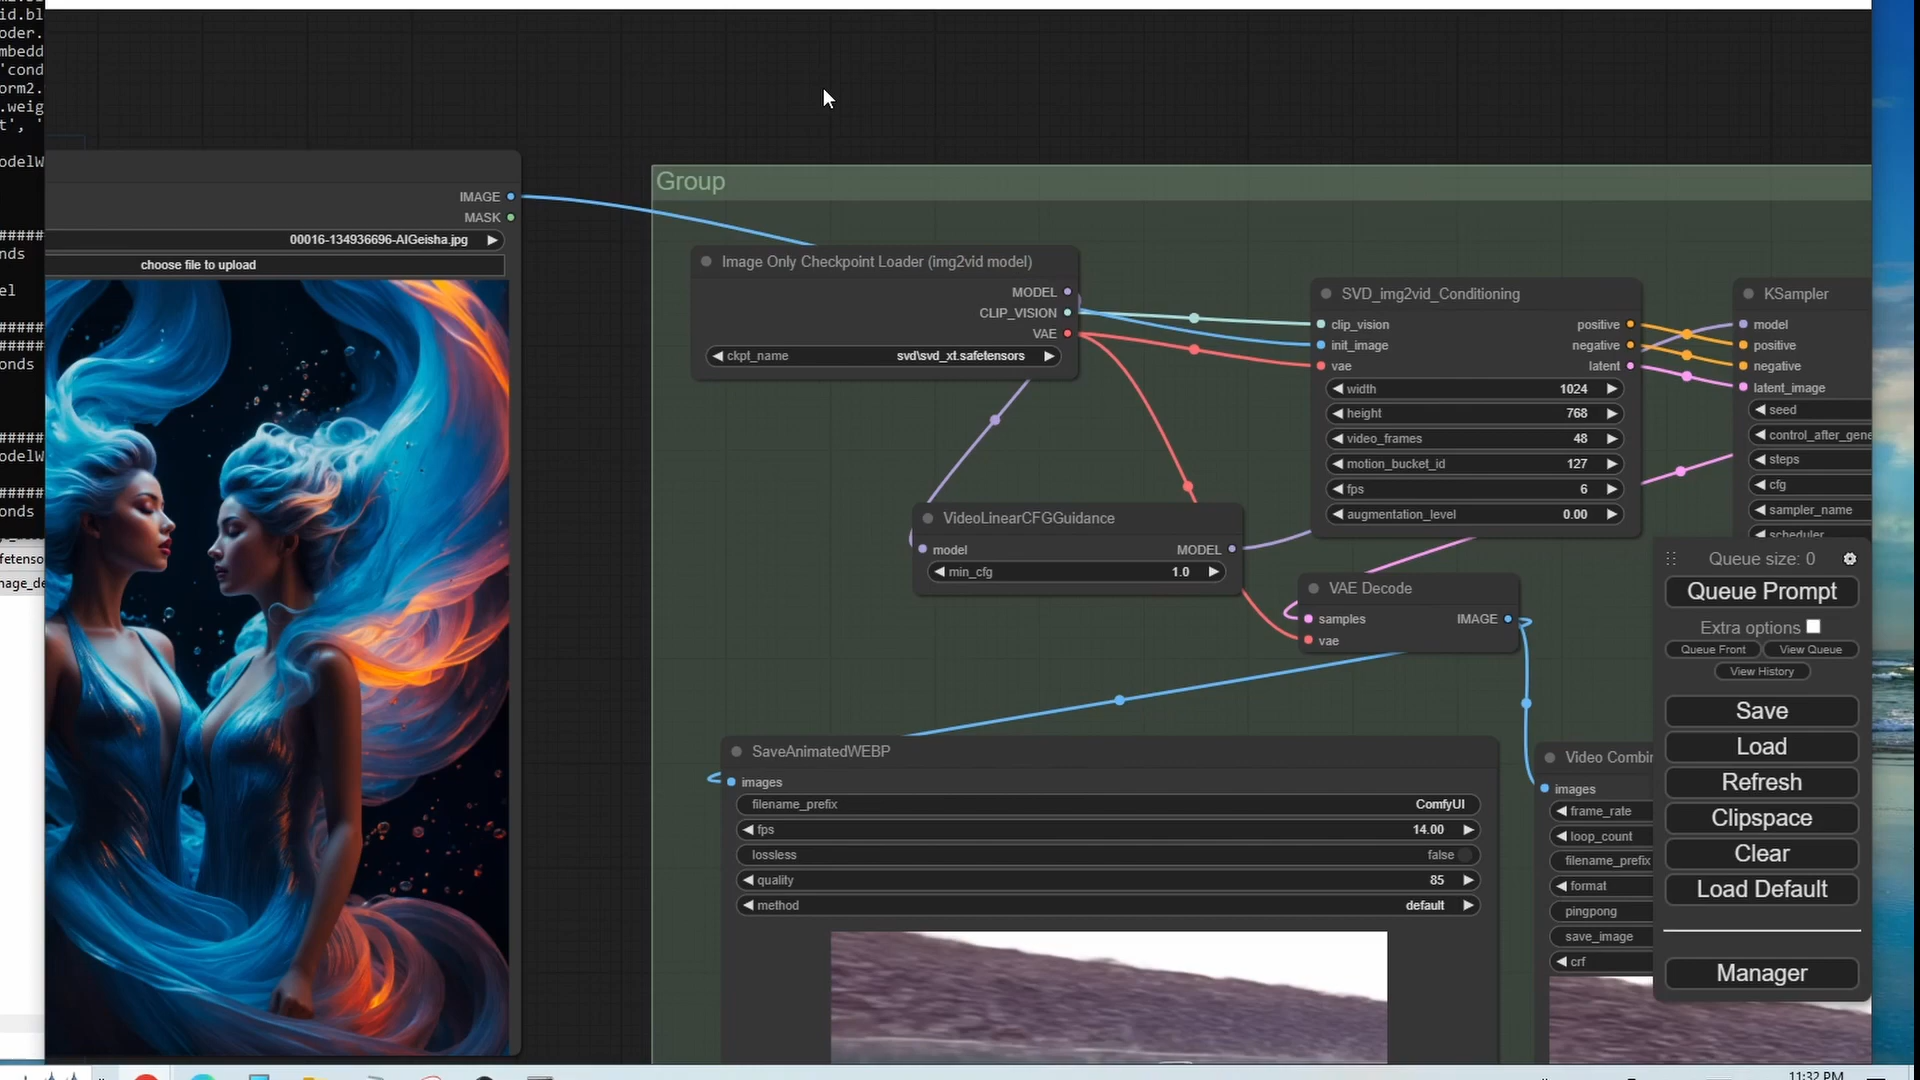 id.bl
oder.
mbedd
'cond
orm2.
.weig
t', '
odelW
#####
nds
el
#####
#####
onds
#####
odelW
#####
onds
fetenso
mage_de
IMAGE
MASK
00016-134936696-AIGeisha.jpg
choose file to upload
Group
Image Only Checkpoint Loader (img2vid model)
MODEL
CLIP_VISION
VAE
ckpt_name svd\svd_xt.safetensors
SVD_img2vid_Conditioning
clip_vision positive
init_image negative
vae latent
width 1024
height 768
video_frames 48
motion_bucket_id 127
fps 6
augmentation_level 0.00
KSampler
model
positive
negative
latent_image
seed
control_after_gene
steps
cfg
sampler_name
scheduler
VideoLinearCFGGuidance
model MODEL
min_cfg 1.0
VAE Decode
samples IMAGE
vae
SaveAnimatedWEBP
images
filename_prefix ComfyUI
fps 14.00
lossless false
quality 85
method default
Video Combin
images
frame_rate
loop_count
filename_prefix
format
pingpong
save_image
crf
Queue size: 0
Queue Prompt
Extra options
Queue Front View Queue
View History
Save
Load
Refresh
Clipspace
Clear
Load Default
Manager
11:32 PM